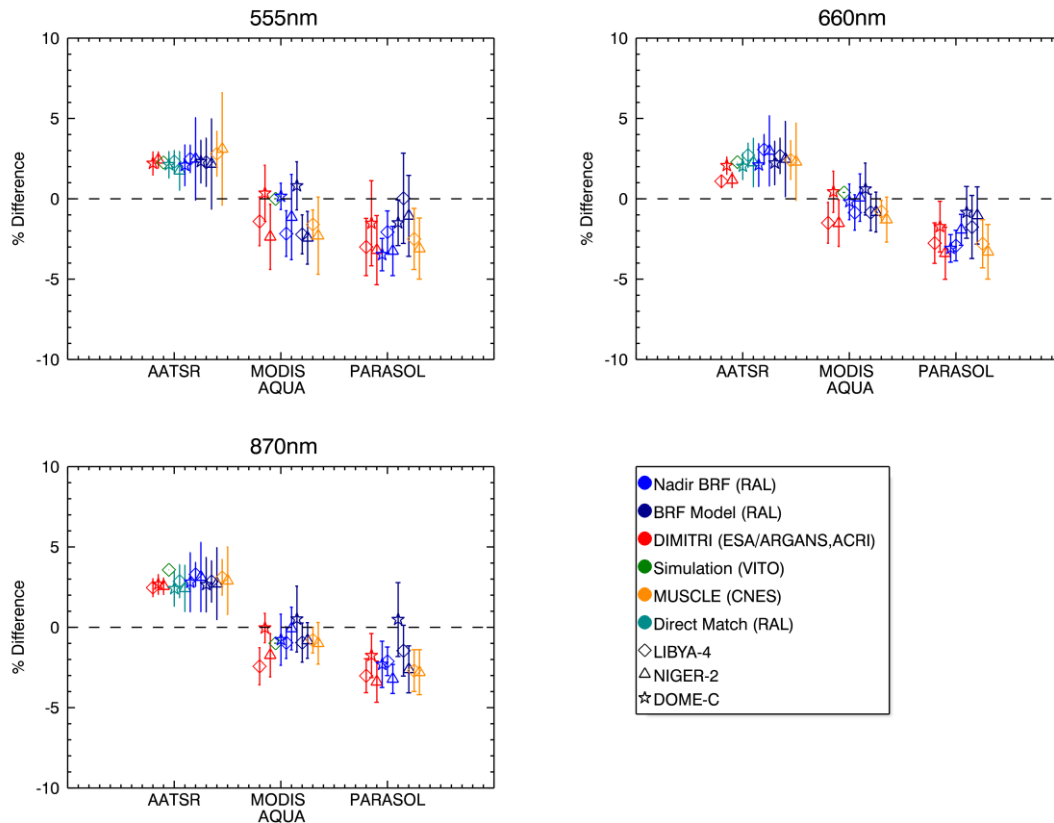 555nm
10
5
0
-5
-10
% Difference
AATSR
MODIS
AQUA
PARASOL
660nm
10
5
0
-5
-10
% Difference
AATSR
MODIS
AQUA
PARASOL
870nm
10
5
0
-5
-10
% Difference
AATSR
MODIS
AQUA
PARASOL
Nadir BRF (RAL)
BRF Model (RAL)
DIMITRI (ESA/ARGANS,ACRI)
Simulation (VITO)
MUSCLE (CNES)
Direct Match (RAL)
LIBYA-4
NIGER-2
DOME-C